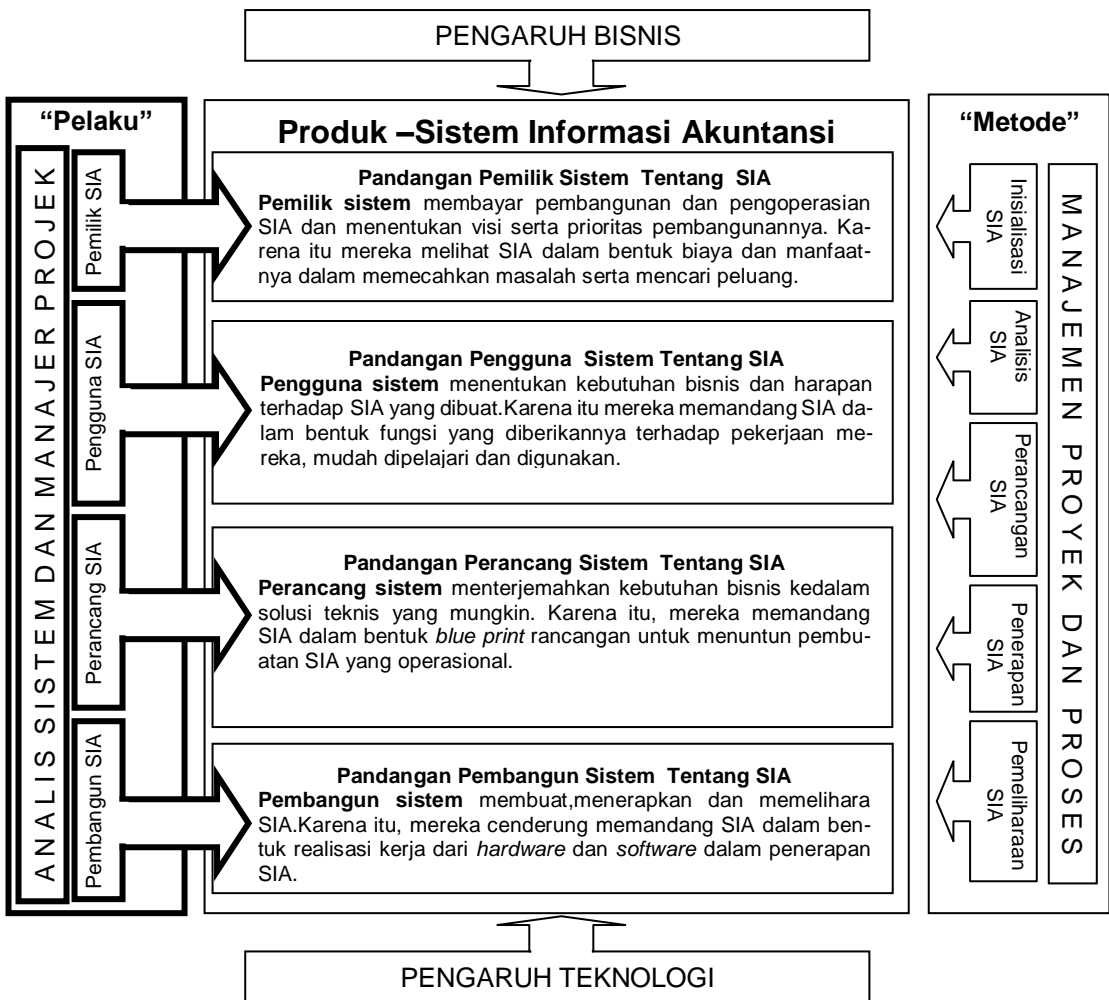 PENGARUH BISNIS
“Pelaku”
ANALIS SISTEM DAN MANAJER PROJEK
Pemilik SIA
Pengguna SIA
Perancang SIA
Pembangun SIA
Produk –Sistem Informasi Akuntansi
Pandangan Pemilik Sistem Tentang SIA
Pemilik sistem membayar pembangunan dan pengoperasian
SIA dan menentukan visi serta prioritas pembangunannya. Ka-
rena itu mereka melihat SIA dalam bentuk biaya dan manfaat-
nya dalam memecahkan masalah serta mencari peluang.
Pandangan Pengguna Sistem Tentang SIA
Pengguna sistem menentukan kebutuhan bisnis dan harapan
terhadap SIA yang dibuat.Karena itu mereka memandang SIA da-
lam bentuk fungsi yang diberikannya terhadap pekerjaan me-
reka, mudah dipelajari dan digunakan.
Pandangan Perancang Sistem Tentang SIA
Perancang sistem menterjemahkan kebutuhan bisnis kedalam
solusi teknis yang mungkin. Karena itu, mereka memandang
SIA dalam bentuk blue print rancangan untuk menuntun pembu-
atan SIA yang operasional.
Pandangan Pembangun Sistem Tentang SIA
Pembangun sistem membuat,menerapkan dan memelihara
SIA.Karena itu, mereka cenderung memandang SIA dalam ben-
tuk realisasi kerja dari hardware dan software dalam penerapan
SIA.
“Metode”
Inisialisasi
SIA
Analisis
SIA
Perancangan
SIA
Penerapan
SIA
Pemeliharaan
SIA
MANAJEMEN PROYEK DAN PROSES
PENGARUH TEKNOLOGI